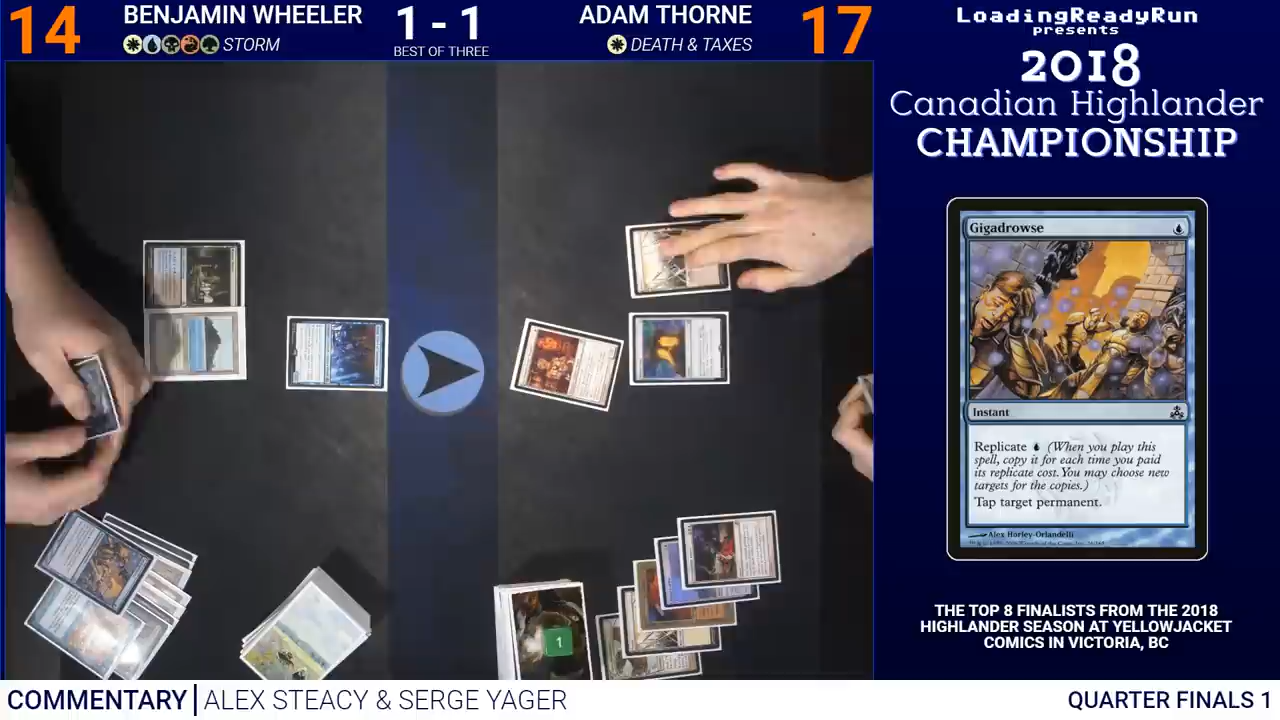 14
BENJAMIN WHEELER
STORM
1 - 1
BEST OF THREE
ADAM THORNE
DEATH & TAXES
17
LoadingReadyRun
presents
2018
Canadian Highlander
CHAMPIONSHIP
Gigadrowse
Instant
Replicate (When you play this
spell, copy it for each time you paid
its replicate cost. You may choose new
targets for the copies.)
Tap target permanent.
Alex Horley-Orlandelli
1
THE TOP 8 FINALISTS FROM THE 2018
HIGHLANDER SEASON AT YELLOWJACKET
COMICS IN VICTORIA, BC
COMMENTARY | ALEX STEACY & SERGE YAGER
QUARTER FINALS 1